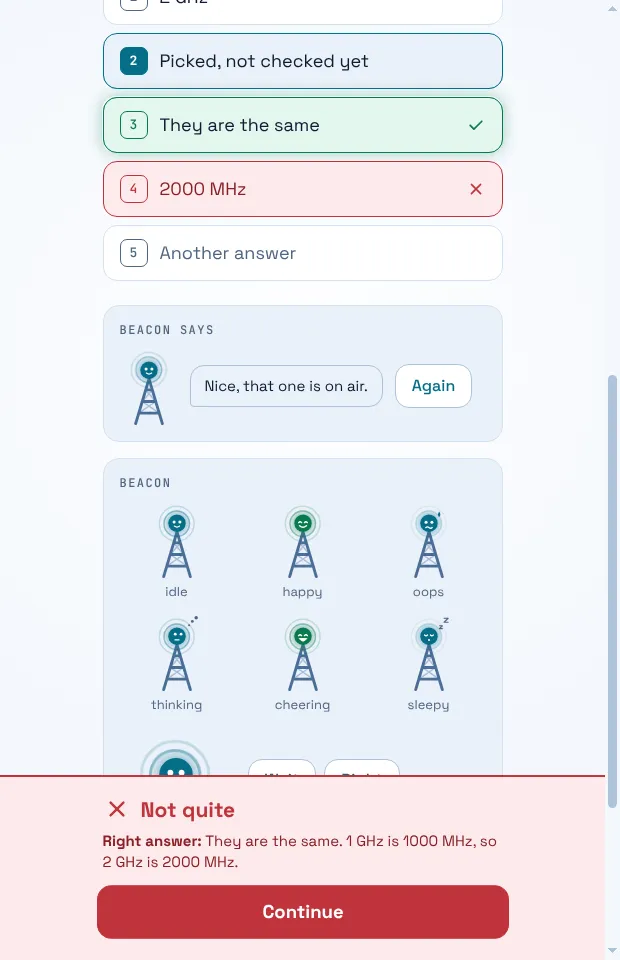 2 Picked, not checked yet
3 They are the same
4 2000 MHz
5 Another answer
BEACON SAYS
Nice, that one is on air.
Again
BEACON
idle
happy
oops
z
z
thinking
cheering
sleepy
Not quite
Right answer: They are the same. 1 GHz is 1000 MHz, so
2 GHz is 2000 MHz.
Continue